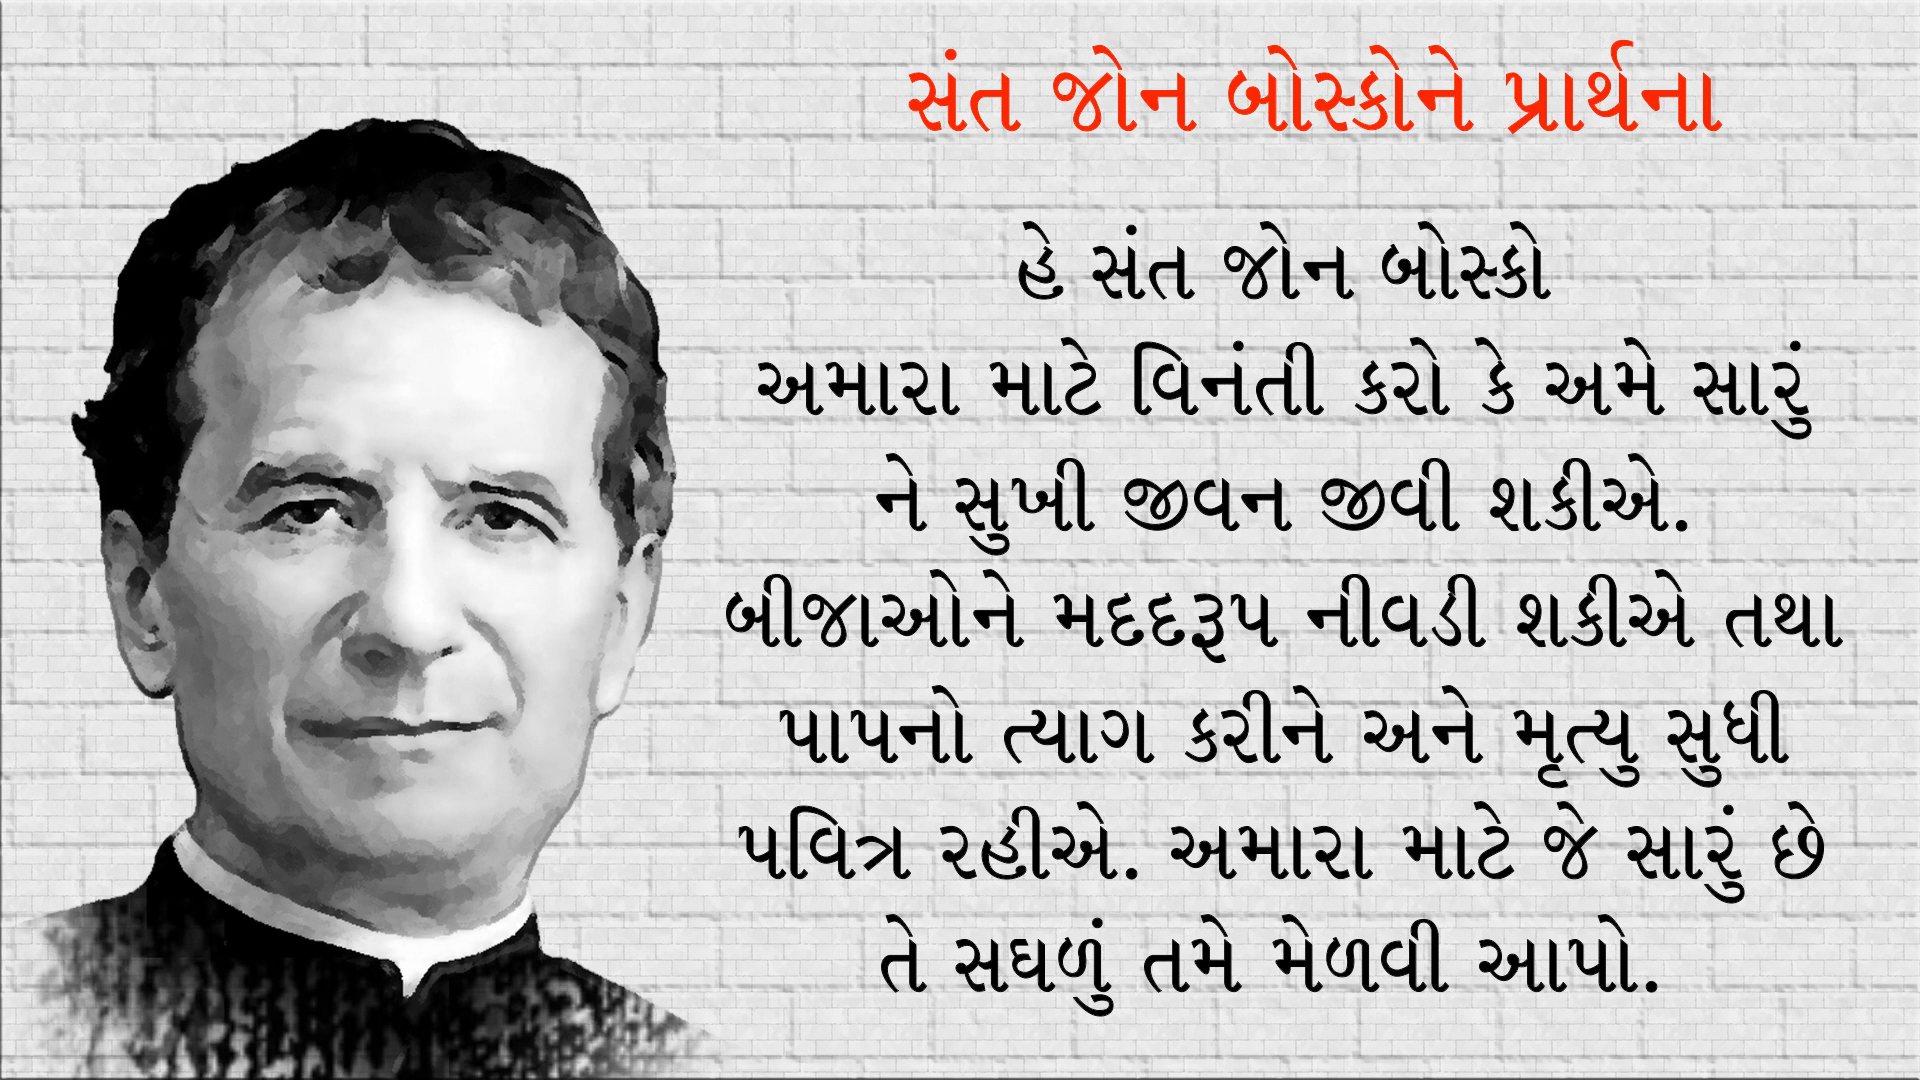 સંત જોન બોસ્કોને પ્રાર્થના
હે સંત જોન બોસ્કો
અમારા માટે વિનંતી કરો કે અમે સારું
ને સુખી જીવન જીવી શકીએ.
બીજાઓને મદદરૂપ નીવડી શકીએ તથા
પાપનો ત્યાગ કરીને અને મૃત્યુ સુધી
પવિત્ર રહીએ. અમારા માટે જે સારું છે
તે સઘળું તમે મેળવી આપો.